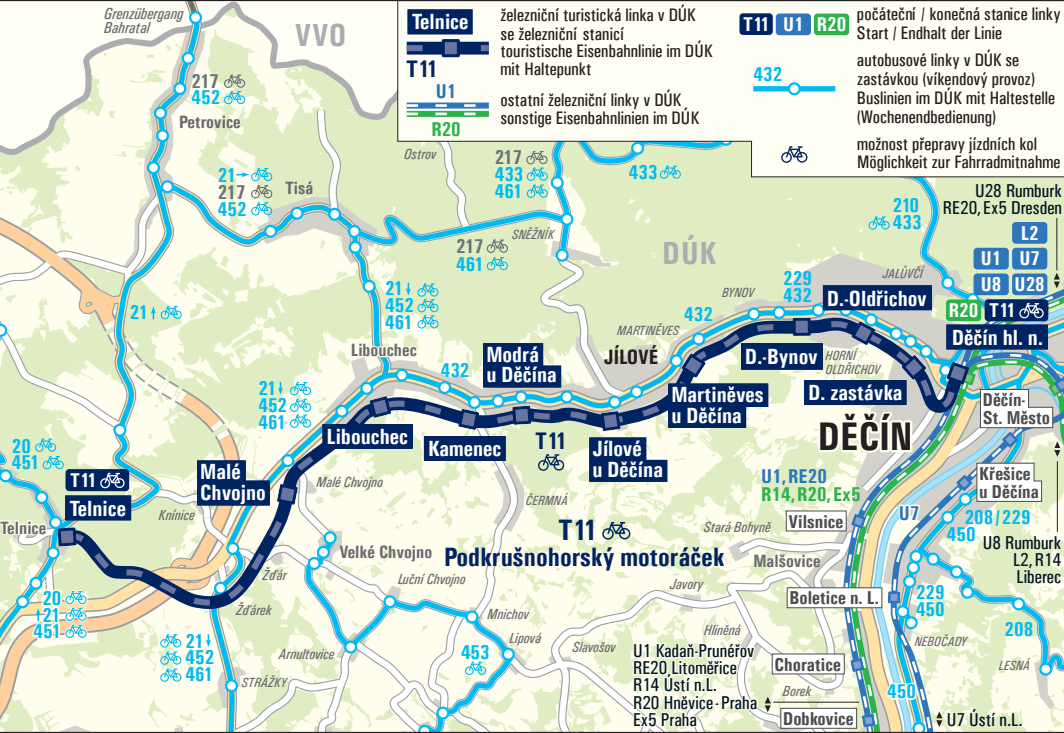 Grenzübergang
Bahratal
VVO
Telnice
železniční turistická linka v DÚK
se železniční stanicí
touristische Eisenbahnlinie im DÚK
T11
mit Haltepunkt
U1
ostatní železniční linky v DÚK
sonstige Eisenbahnlinien im DÚK
R20
T11 U1 R20
počáteční / konečná stanice linky
Start / Endhalt der Linie
432
autobusové linky v DÚK se
zastávkou (víkendový provoz)
Buslinien im DÚK mit Haltestelle
(Wochenendbedienung)
možnost přepravy jízdních kol
Möglichkeit zur Fahrradmitnahme
217
452
Petrovice
Ostrov
217
433
461
433
21
217
452
Tisá
SNĚŽNÍK
217
461
DÚK
210
433
U28 Rumburk
RE20, Ex5 Dresden
L2
U1 U7
U8 U28
R20 T11
Děčín hl. n.
JALŮVČÍ
21
21
452
461
Libouchec
432
BYNOV
229
432
432
MARTINĚVES
JÍLOVÉ
D.-Oldřichov
D.-Bynov
HORNÍ
OLDŘICHOV
D. zastávka
Modrá
u Děčína
Martiněves
u Děčína
DĚČÍN
Děčín-
St. Město
21
452
461
Libouchec
Kamenec
T11
Jílové
u Děčína
20
451
T11
Telnice
Telnice
Malé
Chvojno
Knínice
Malé Chvojno
ČERMNÁ
U1, RE20
R14, R20, Ex5
Křešice
u Děčína
Vilsnice
U7
208/229
450
T11
Podkrušnohorský motoráček
Stará Bohyně
Malšovice
U8 Rumburk
L2, R14
Liberec
Velké Chvojno
Žďár
Žďárek
Luční Chvojno
Javory
Boletice n. L.
229
450
20
21
451
Mnichov
Lípová
Slavošov
Hliněná
NEBOČADY
208
LESNÁ
21
452
461
STRÁŽKY
Arnultovice
453
U1 Kadaň-Prunéřov
RE20 Litoměřice
R14 Ústí n.L.
R20 Hněvice-Praha
Ex5 Praha
Choratice
Borek
Dobkovice
450
U7 Ústí n.L.